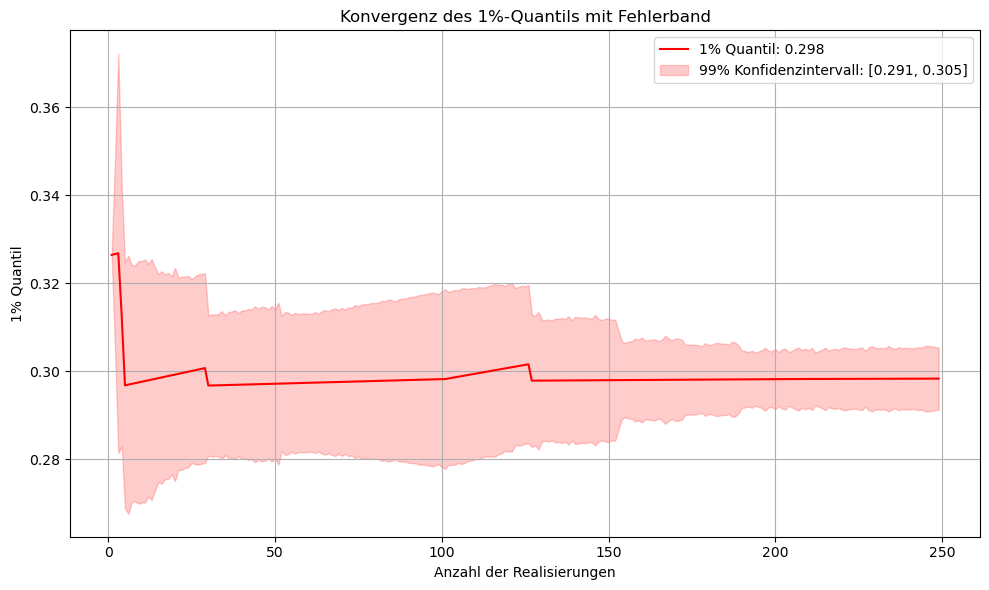 Konvergenz des 1%-Quantils mit Fehlerband
1% Quantil: 0.298
99% Konfidenzintervall: [0.291, 0.305]
1% Quantil
0.36
0.34
0.32
0.30
0.28
0 50 100 150 200 250
Anzahl der Realisierungen